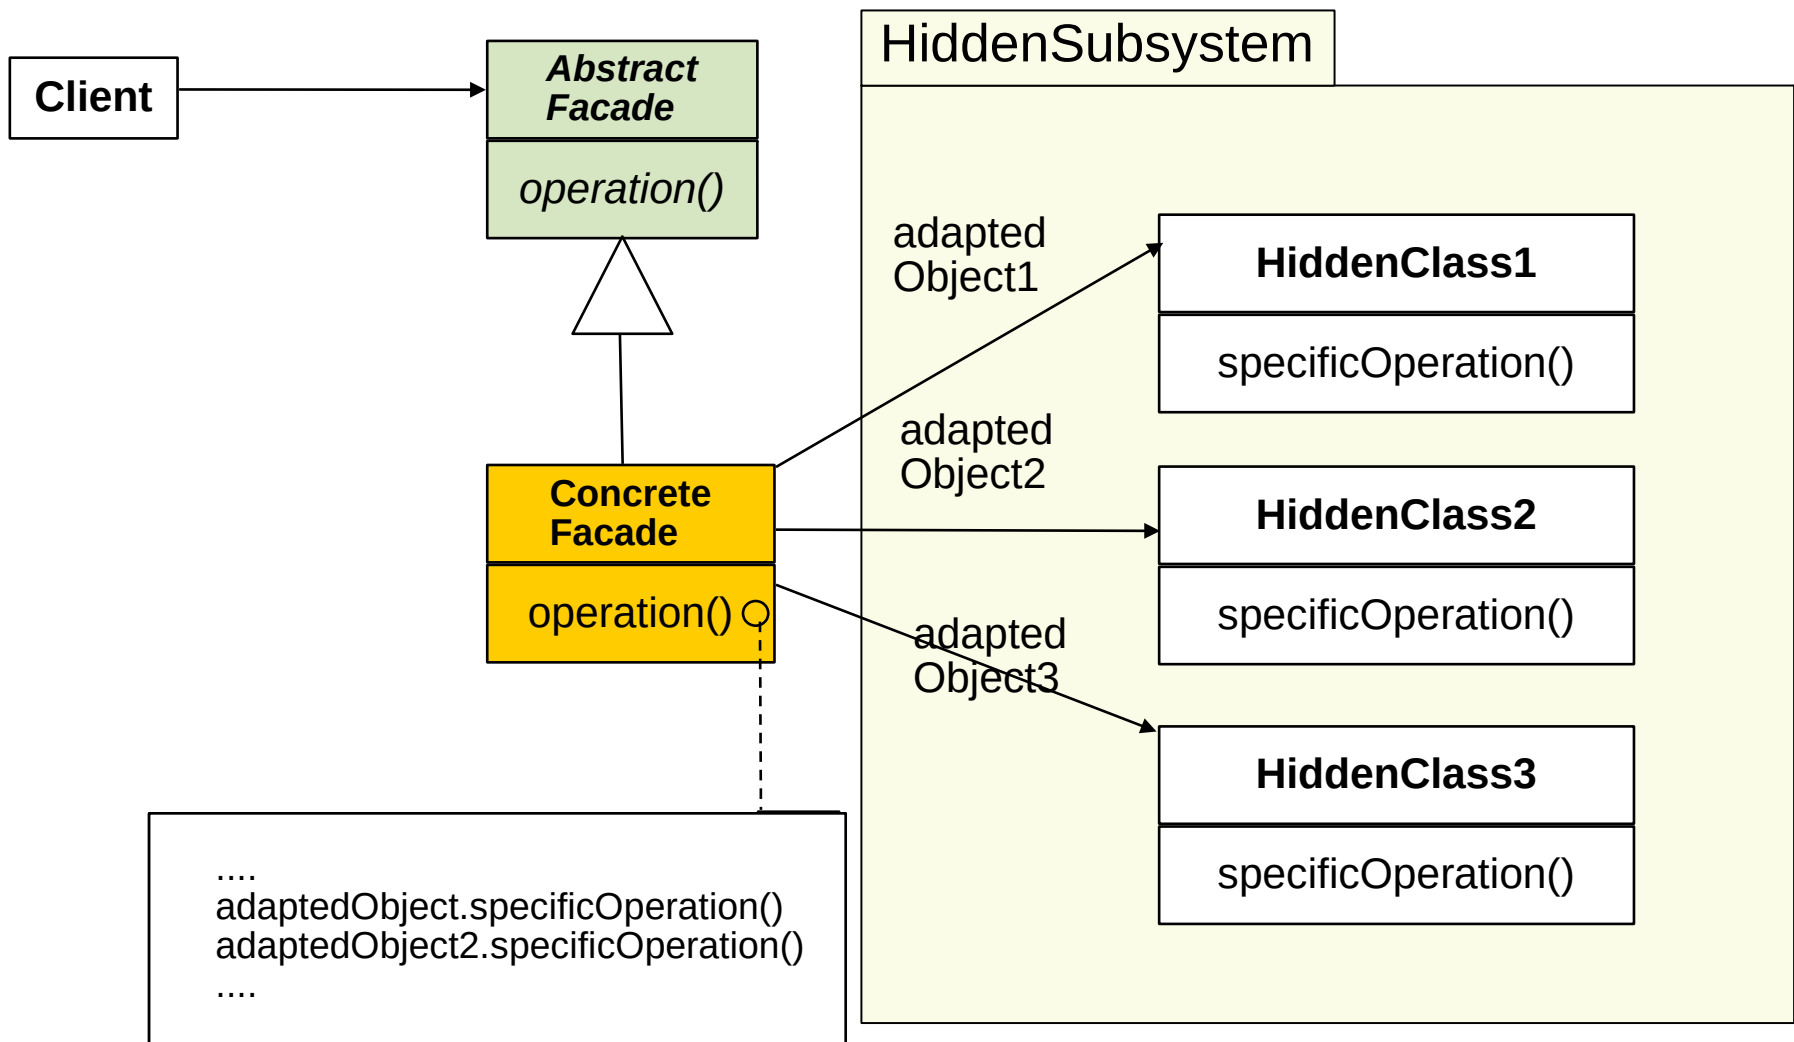 HiddenSubsystem
Client
Abstract
Facade
operation()
adapted
Object1
HiddenClass1
specificOperation()
adapted
Object2
Concrete
Facade
operation()
HiddenClass2
specificOperation()
adapted
Object3
HiddenClass3
specificOperation()
....
adaptedObject.specificOperation()
adaptedObject2.specificOperation()
....